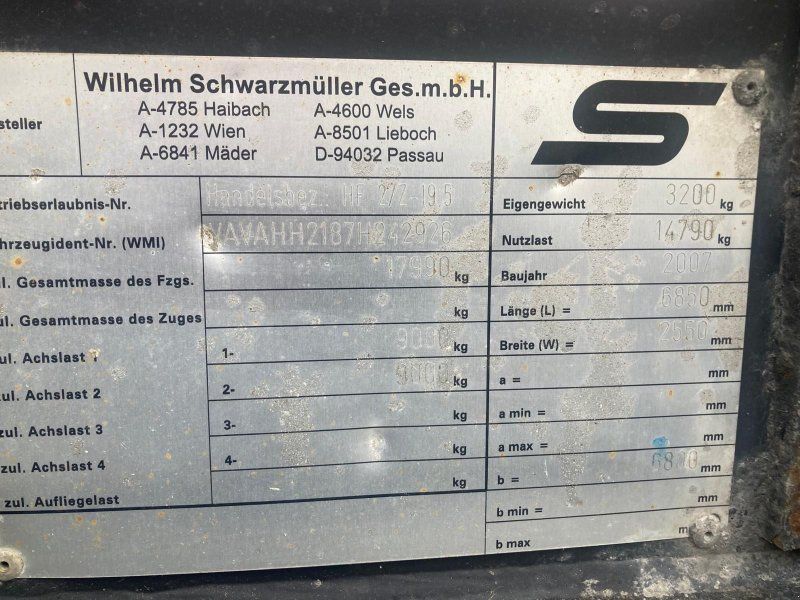 Wilhelm Schwarzmüller Ges.m.b.H.
A-4785 Haibach A-4600 Wels
steller A-1232 Wien A-8501 Lieboch
A-6841 Mäder D-94032 Passau
S
triebserlaubnis-Nr. Handelsbez.: HF 2/Z-19.5
hrzeugident-Nr. (WMI) VAVAHH2187H242926
ul. Gesamtmasse des Fzgs. 17990 kg
ul. Gesamtmasse des Zuges kg
zul. Achslast 1 1- 9000 kg
zul. Achslast 2 2- 9000 kg
zul. Achslast 3 3- kg
zul. Achslast 4 4- kg
zul. Aufliegelast kg
Eigengewicht 3200 kg
Nutzlast 14790 kg
Baujahr 2007
Länge (L) = 6850 mm
Breite (W) = 2550 mm
a = mm
a min = mm
a max = mm
b = mm
b min = mm
b max m